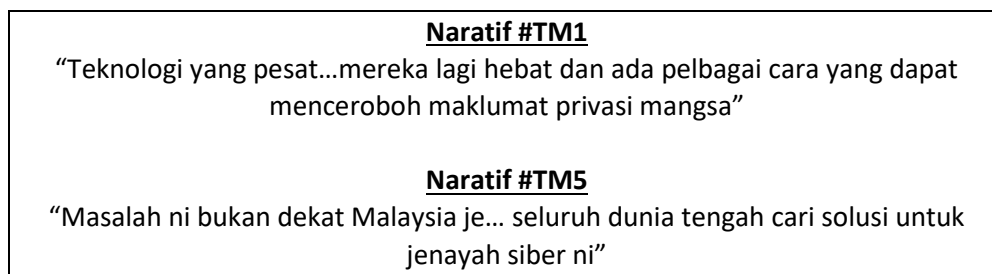 Naratif #TM1
“Teknologi yang pesat…mereka lagi hebat dan ada pelbagai cara yang dapat
menceroboh maklumat privasi mangsa”
Naratif #TM5
“Masalah ni bukan dekat Malaysia je… seluruh dunia tengah cari solusi untuk
jenayah siber ni”